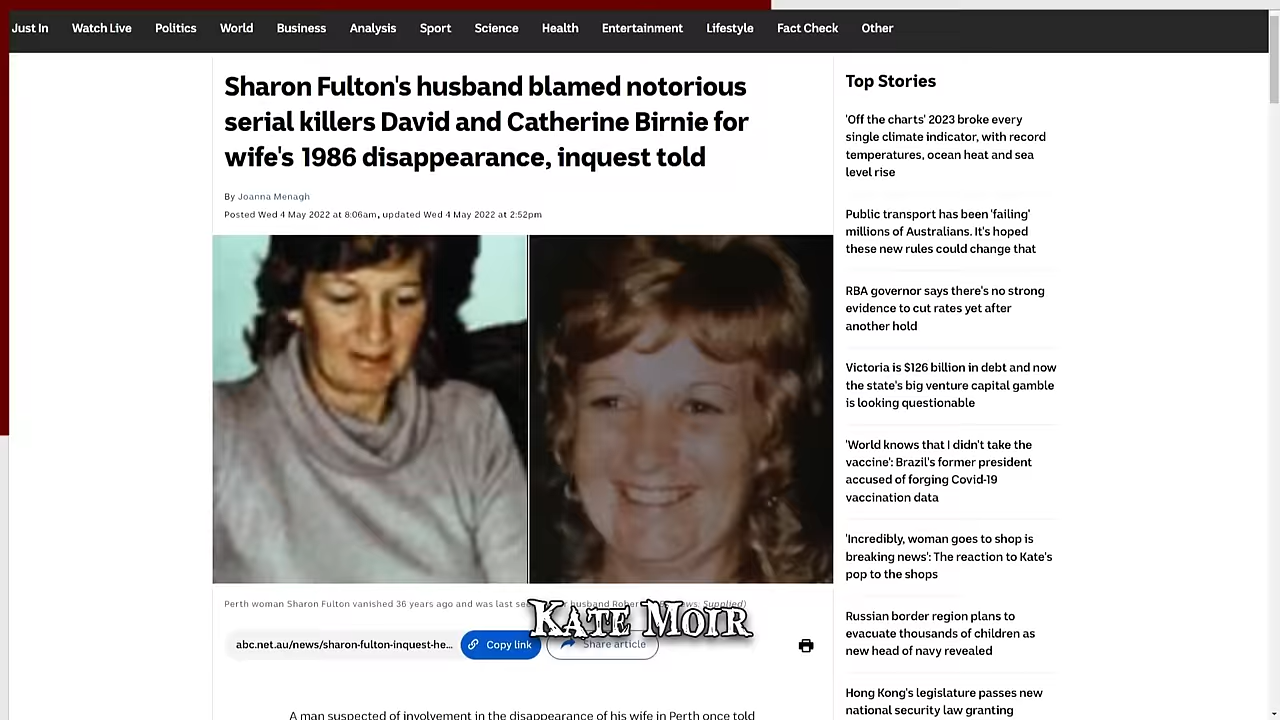 Just In Watch Live Politics World Business Analysis Sport Science Health Entertainment Lifestyle Fact Check Other
Sharon Fulton's husband blamed notorious
serial killers David and Catherine Birnie for
wife's 1986 disappearance, inquest told
By Joanna Menagh
Posted Wed 4 May 2022 at 8:06am, updated Wed 4 May 2022 at 2:52pm
Perth woman Sharon Fulton vanished 36 years ago and was last husband Supplied)
Kate Moir
abc.net.au/news/sharon-fulton-inquest-he...
Copy link
Share article
A man suspected of involvement in the disappearance of his wife in Perth once told
Top Stories
'Off the charts' 2023 broke every
single climate indicator, with record
temperatures, ocean heat and sea
level rise
Public transport has been 'failing'
millions of Australians. It's hoped
these new rules could change that
RBA governor says there's no strong
evidence to cut rates yet after
another hold
Victoria is $126 billion in debt and now
the state's big venture capital gamble
is looking questionable
'World knows that I didn't take the
vaccine': Brazil's former president
accused of forging Covid-19
vaccination data
'Incredibly, woman goes to shop is
breaking news': The reaction to Kate's
pop to the shops
Russian border region plans to
evacuate thousands of children as
new head of navy revealed
Hong Kong's legislature passes new
national security law granting